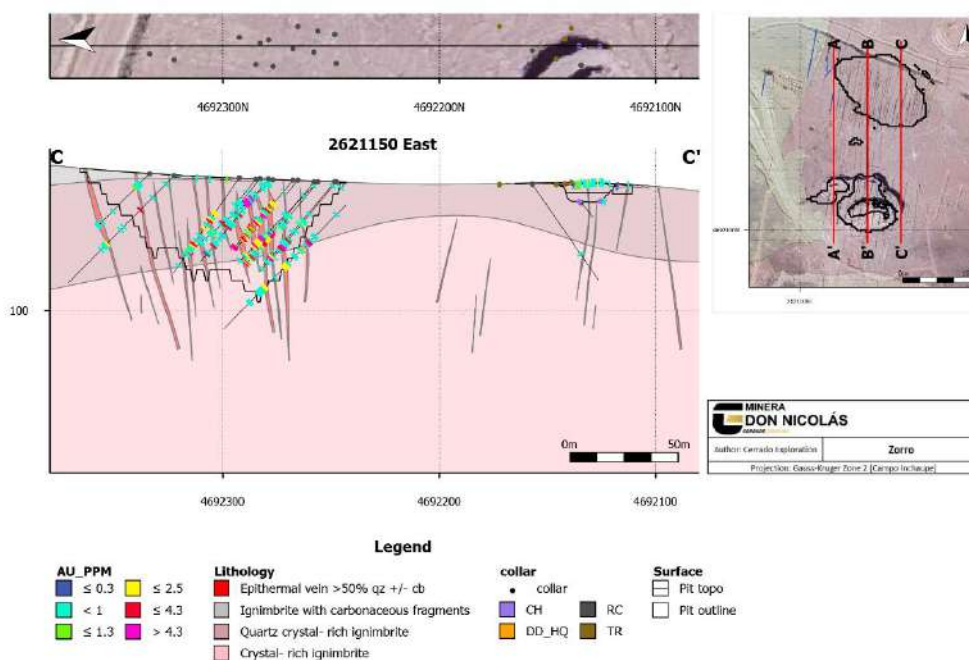 4692300N
4692200N
4692100N
2621150 East
C
C'
100
0m
50m
4692300
4692200
4692100
A
B
C
A'
B'
C'
MINERA
DON NICOLÁS
Author: Cerrado Exploration
Zorro
Projection: Gauss-Kruger Zone 2 (Campo Inchauspe)
Legend
AU_PPM
≤ 0.3
≤ 2.5
< 1
≤ 4.3
≤ 1.3
> 4.3
Lithology
Epithermal vein >50% qz +/- cb
Ignimbrite with carbonaceous fragments
Quartz crystal- rich ignimbrite
Crystal- rich ignimbrite
collar
collar
CH
RC
DD_HQ
TR
Surface
Pit topo
Pit outline